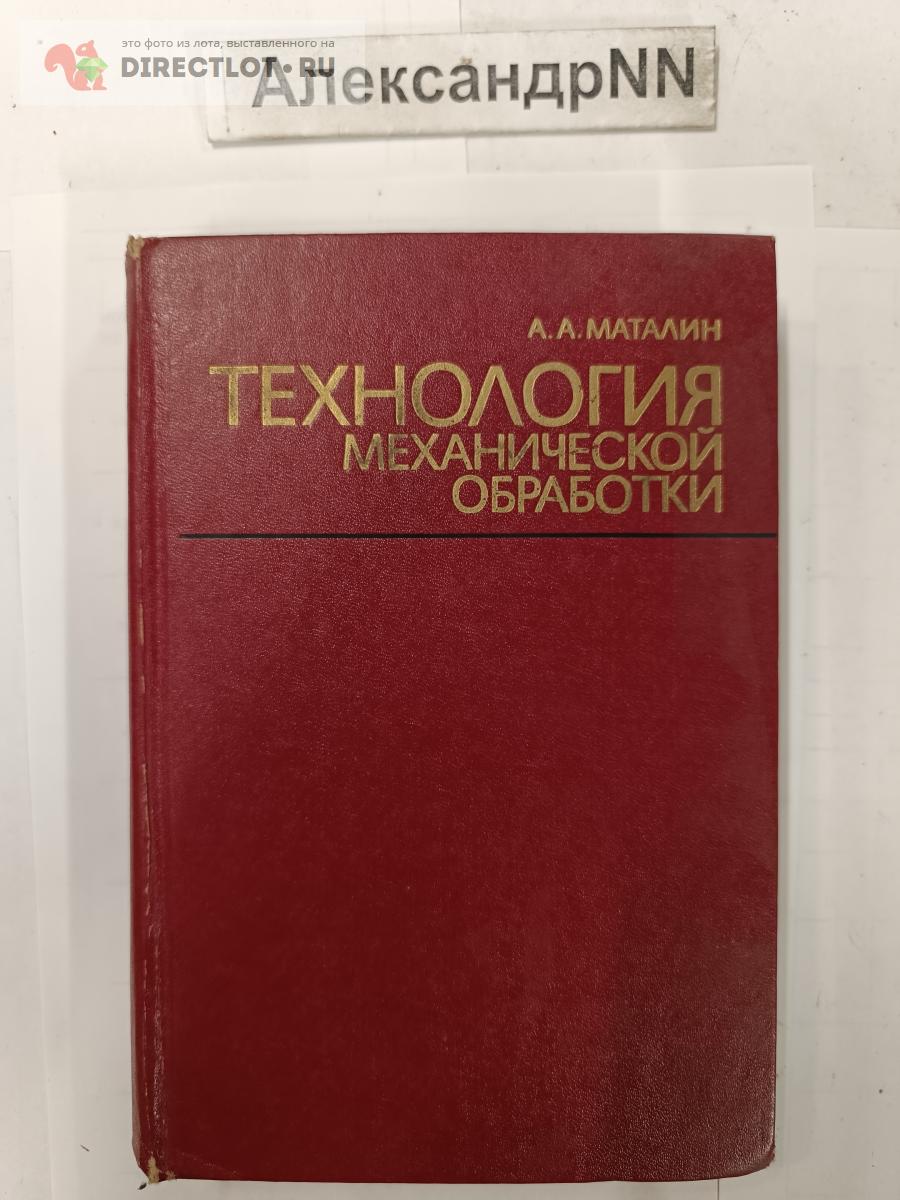 это фото из лота, выставленного на
DIRECTLOT.RU
АлександрNN
А. А. МАТАЛИН
ТЕХНОЛОГИЯ
МЕХАНИЧЕСКОЙ
ОБРАБОТКИ